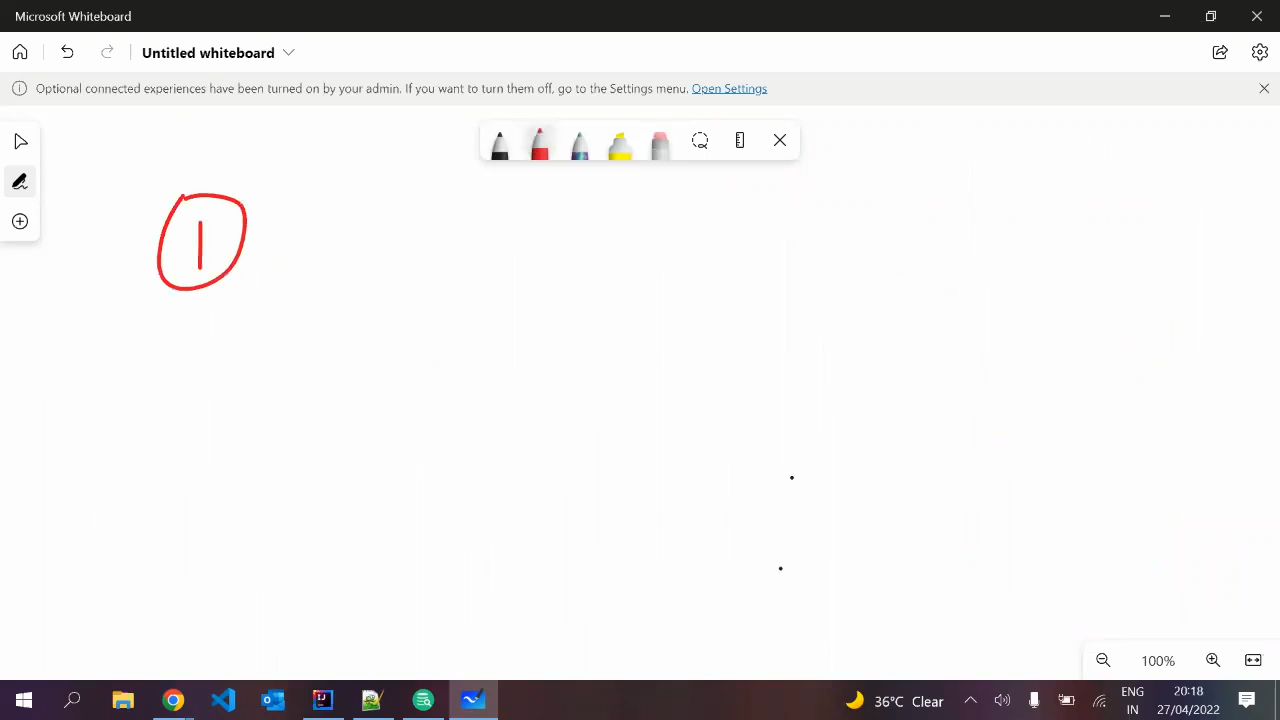 Microsoft Whiteboard
Untitled whiteboard
Optional connected experiences have been turned on by your admin. If you want to turn them off, go to the Settings menu. Open Settings
1
100%
36°C Clear
ENG
IN
20:18
27/04/2022